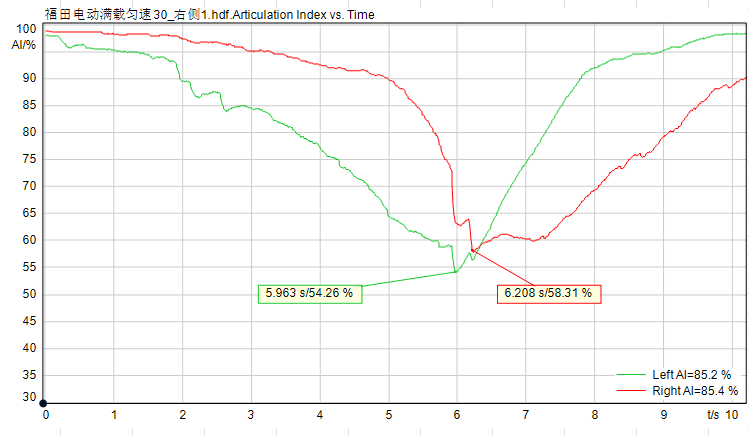 福田电动满载匀速30_右侧1.hdf.Articulation Index vs. Time
100
AI/%
90
85
80
75
70
65
60
55
50
45
40
35
30
5.963 s/54.26 %
6.208 s/58.31 %
Left AI=85.2 %
Right AI=85.4 %
0 1 2 3 4 5 6 7 8 9 t/s 10